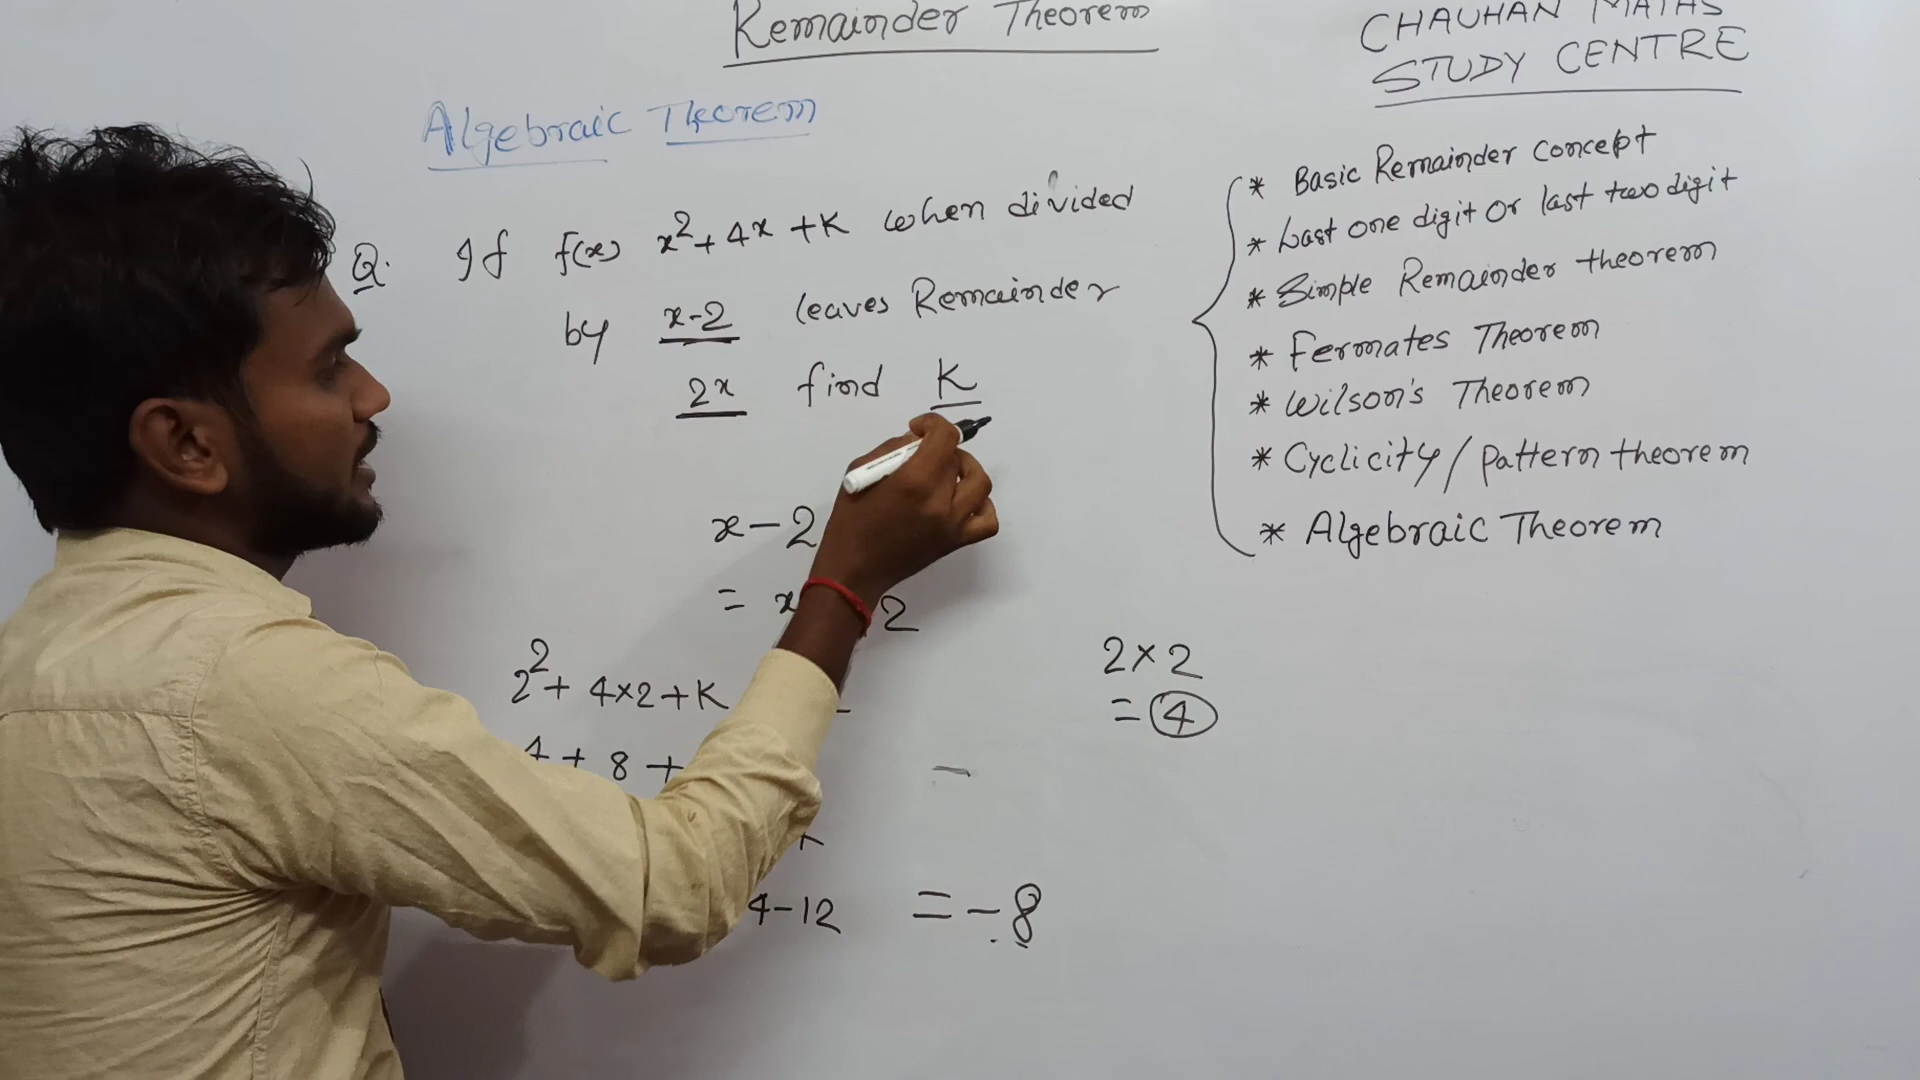 Remainder Theorem
CHAUHAN MATHS
STUDY CENTRE
Algebraic Theorem
Q. If f(x) x²+4x+K when divided
by x-2 leaves Remainder
2x find K
x-2
= x 2
2²+ 4×2+K
4 + 8 +
4-12 = -8
2×2
= 4
* Basic Remainder concept
* Last one digit or last two digit
* Simple Remainder theorem
* Fermates Theorem
* Wilson's Theorem
* Cyclicity/pattern theorem
* Algebraic Theorem